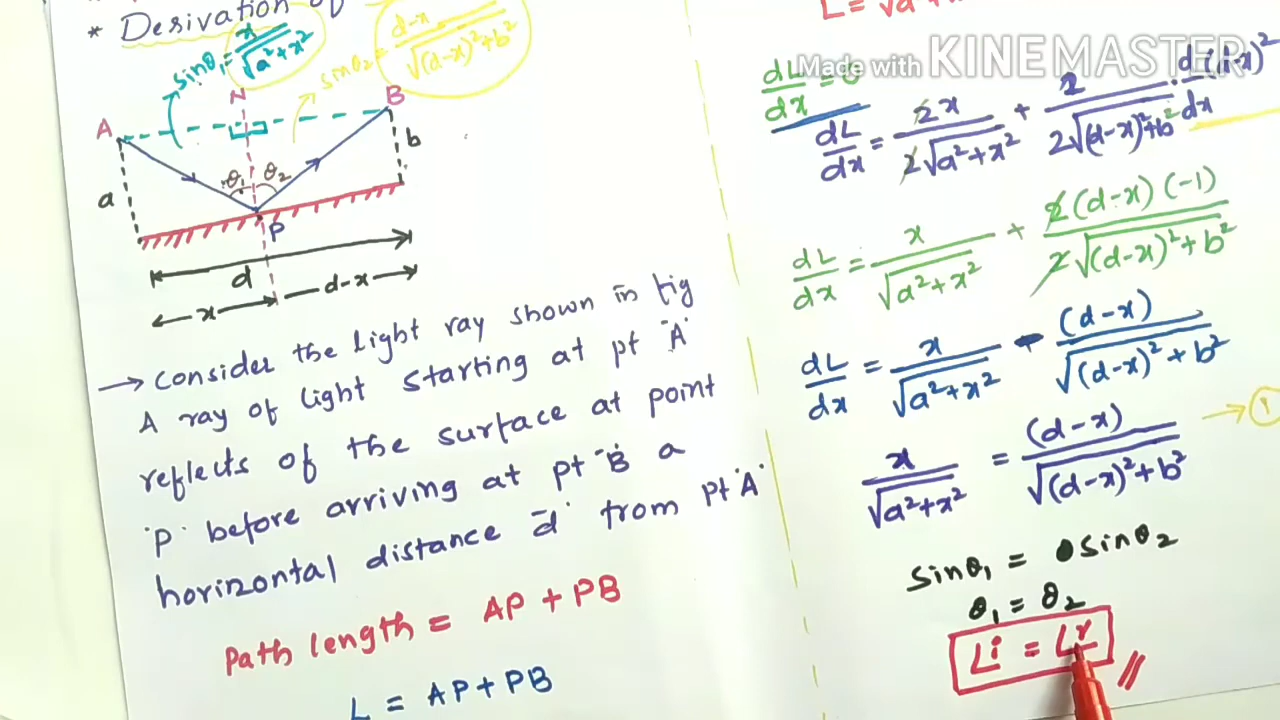 * Derivation of
sinθ₁ = x/√(a²+x²)
sinθ₂ = (d-x)/√((d-x)²+b²)
N
A
B
a
b
θ₁ θ₂
P
d
x
d-x
→ Consider the light ray shown in fig
A ray of light starting at pt 'A'
reflects of the surface at point
'P' before arriving at pt 'B' a
horizontal distance 'd' from pt 'A'
Path length = AP + PB
L = AP + PB
Made with KINEMASTER
dL/dx = 0
dL/dx = 2x/2√(a²+x²) + 1/2√((d-x)²+b²) · d/dx (d-x)²
dL/dx = x/√(a²+x²) + 2(d-x)(-1)/2√((d-x)²+b²)
dL/dx = x/√(a²+x²) - (d-x)/√((d-x)²+b²)
x/√(a²+x²) = (d-x)/√((d-x)²+b²) → ①
sinθ₁ = sinθ₂
θ₁ = θ₂
∠i = ∠r